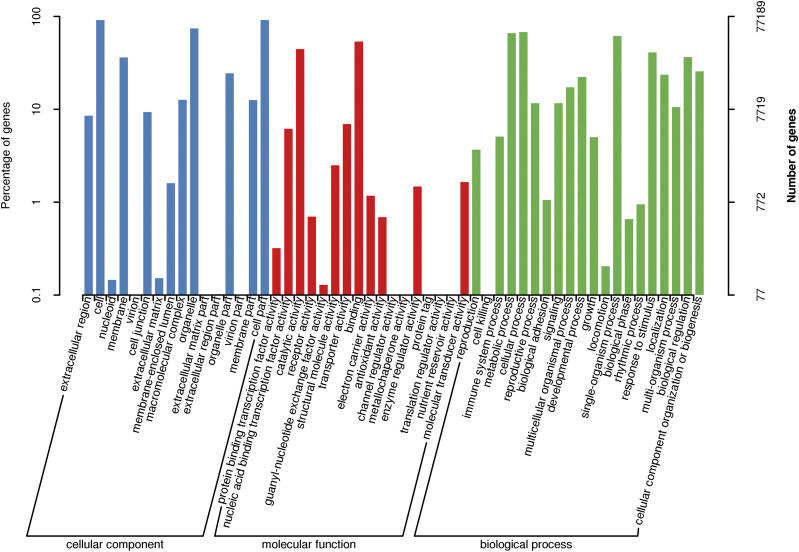 100
10
1
0.1
Percentage of genes
77189
7719
772
77
Number of genes
extracellular region
cell
nucleoid
membrane
virion
cell junction
extracellular matrix
membrane-enclosed lumen
macromolecular complex
organelle
extracellular matrix part
extracellular region part
organelle part
virion part
membrane part
cell part
protein binding transcription factor activity
nucleic acid binding transcription factor activity
catalytic activity
receptor activity
guanyl-nucleotide exchange factor activity
structural molecule activity
transporter activity
binding
electron carrier activity
antioxidant activity
channel regulator activity
metallochaperone activity
enzyme regulator activity
protein tag
translation regulator activity
nutrient reservoir activity
molecular transducer activity
reproduction
cell killing
immune system process
metabolic process
cellular process
reproductive process
biological adhesion
signaling
multicellular organismal process
developmental process
growth
locomotion
single-organism process
biological phase
rhythmic process
response to stimulus
localization
multi-organism process
biological regulation
cellular component organization or biogenesis
cellular component
molecular function
biological process